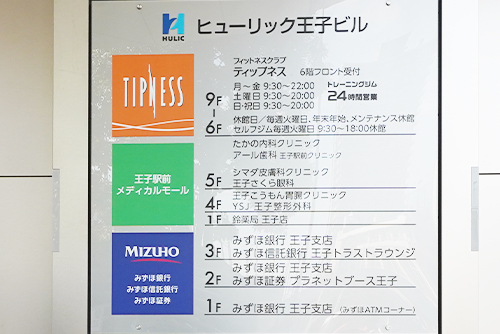 HULIC
ヒューリック王子ビル
TIPNESS
フィットネスクラブ
ティップネス 6階フロント受付
9F
6F
月～金 9:30～22:00
土曜日 9:30～20:00
日・祝日 9:30～20:00
トレーニングジム
24時間営業
休館日／毎週火曜日、年末年始、メンテナンス休館
セルフジム毎週火曜日 9:30～18:00休館
王子駅前
メディカルモール
たかの内科クリニック
アール歯科 王子駅前クリニック
5F シマダ皮膚科クリニック
王子さくら眼科
4F 王子こうもん胃腸クリニック
YSJ 王子整形外科
1F 鈴薬局 王子店
MIZUHO
みずほ銀行
みずほ信託銀行
みずほ証券
3F みずほ銀行 王子支店
みずほ信託銀行 王子トラストラウンジ
2F みずほ銀行 王子支店
みずほ証券 プラネットブース王子
1F みずほ銀行 王子支店 （みずほATMコーナー）